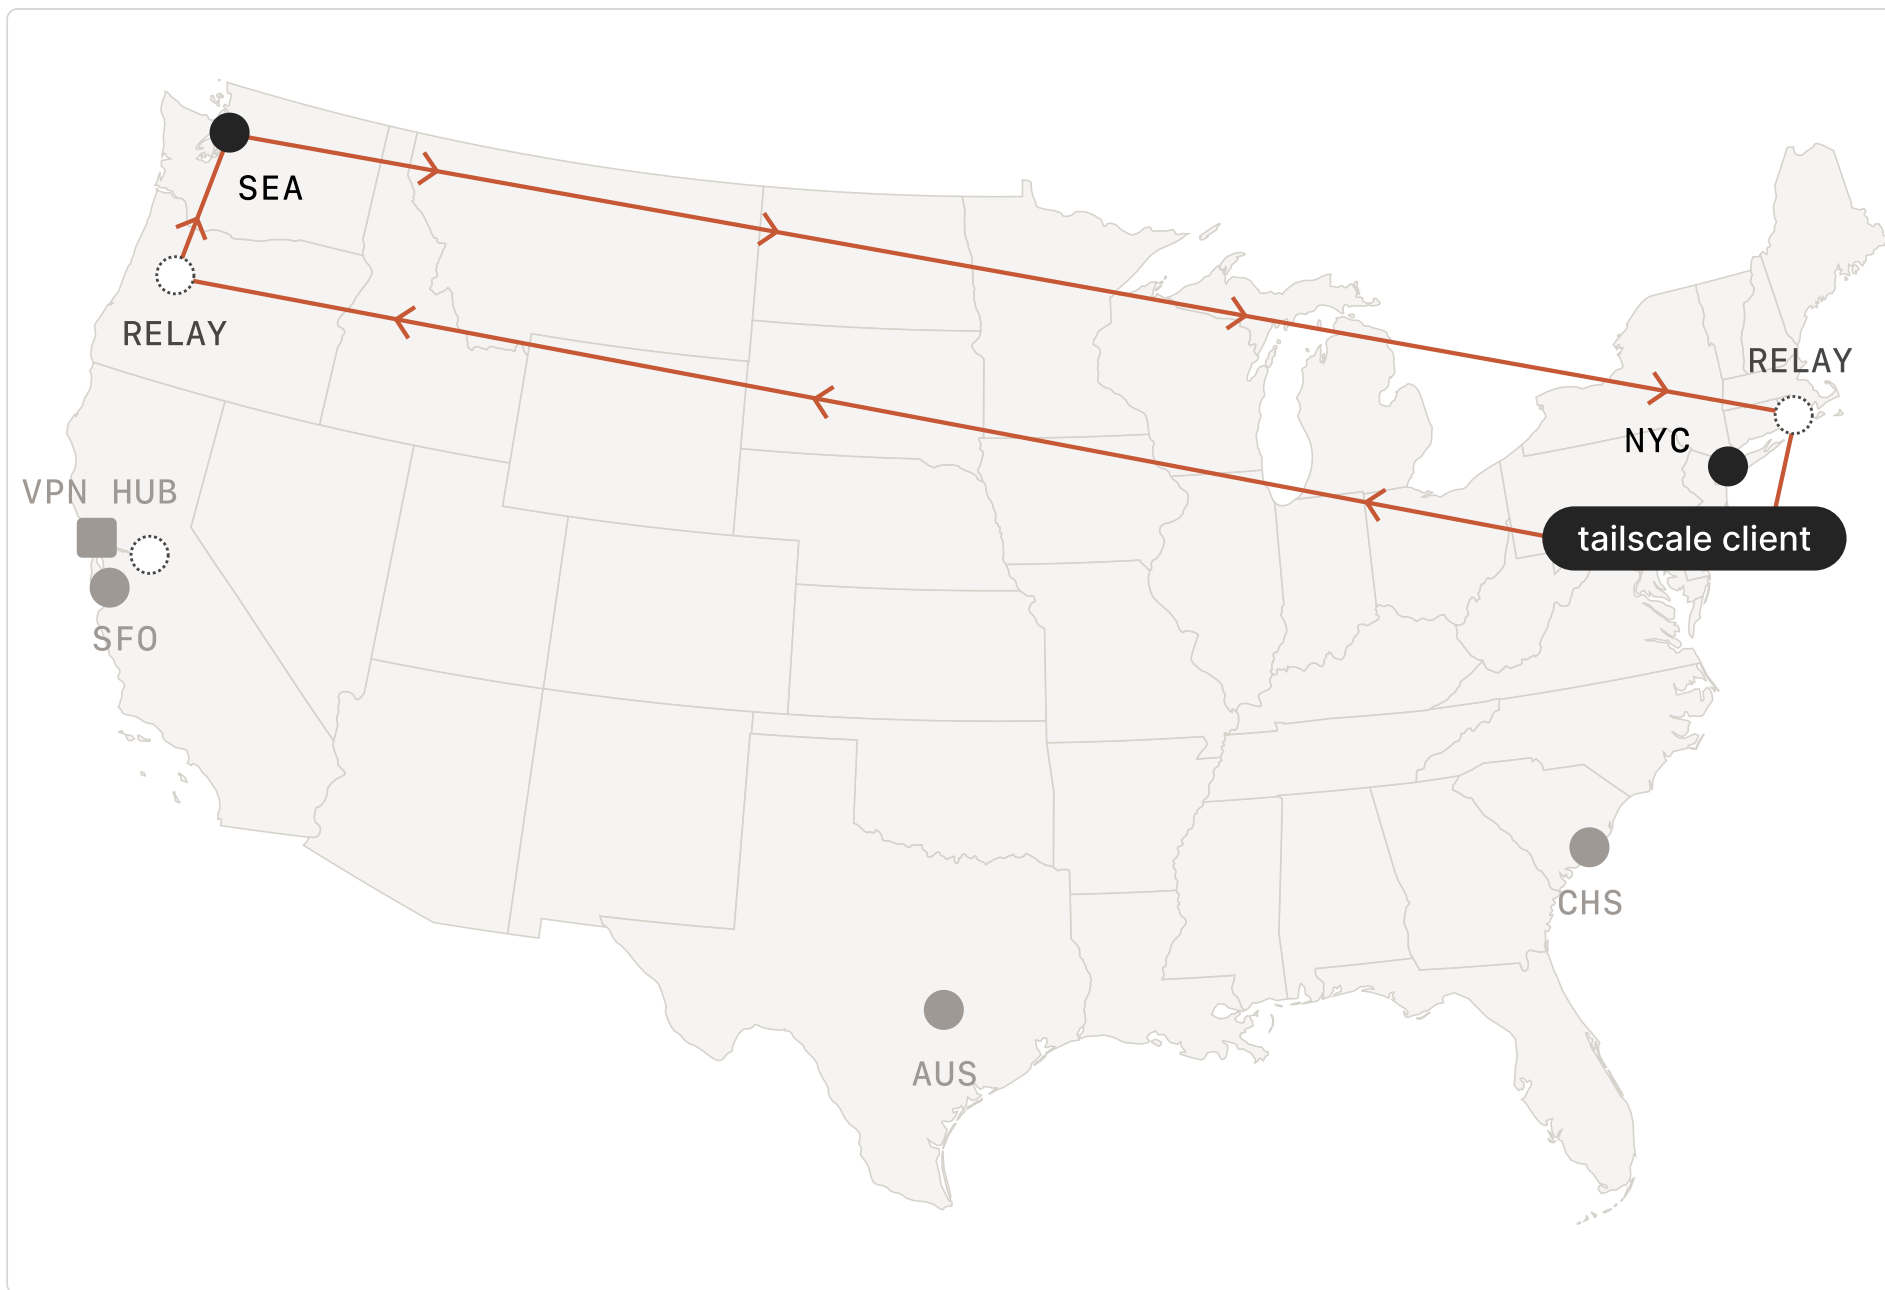 SEA
RELAY
RELAY
NYC
VPN HUB
tailscale client
SFO
CHS
AUS